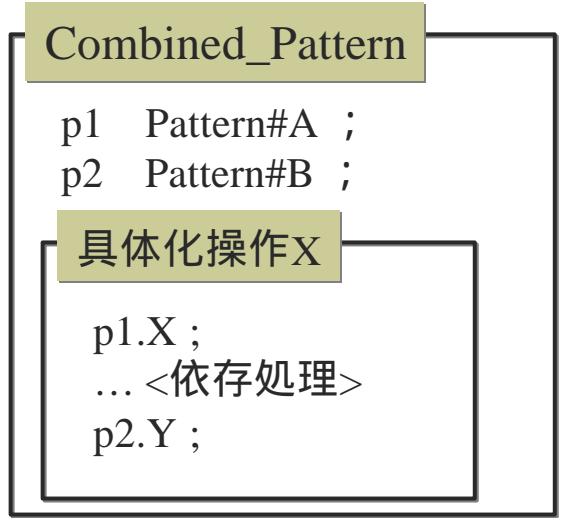 Combined_Pattern
p1 Pattern#A ;
p2 Pattern#B ;
具体化操作X
p1.X ;
… <依存処理>
p2.Y ;